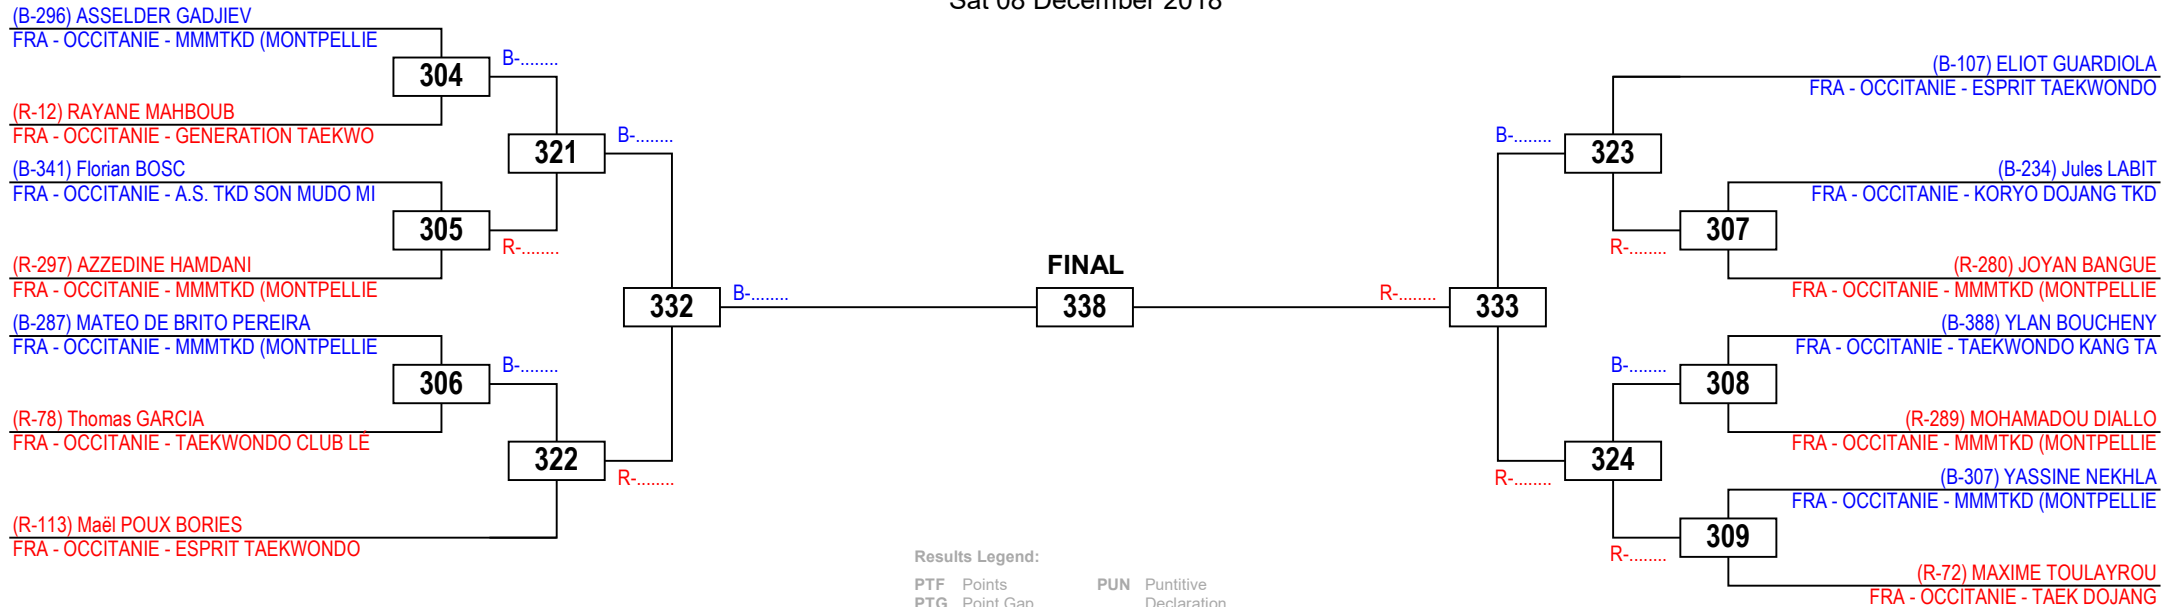 Sat 08 December 2018
(B-296) ASSELDER GADJIEV
FRA - OCCITANIE - MMMTKD (MONTPELLIE
304
B-........
(R-12) RAYANE MAHBOUB
FRA - OCCITANIE - GENERATION TAEKWO
321
B-........
(B-341) Florian BOSC
FRA - OCCITANIE - A.S. TKD SON MUDO MI
305
R-........
(R-297) AZZEDINE HAMDANI
FRA - OCCITANIE - MMMTKD (MONTPELLIE
332
B-........
(B-287) MATEO DE BRITO PEREIRA
FRA - OCCITANIE - MMMTKD (MONTPELLIE
306
B-........
(R-78) Thomas GARCIA
FRA - OCCITANIE - TAEKWONDO CLUB LÉ
322
R-........
(R-113) Maël POUX BORIES
FRA - OCCITANIE - ESPRIT TAEKWONDO
FINAL
338
(B-107) ELIOT GUARDIOLA
FRA - OCCITANIE - ESPRIT TAEKWONDO
B-........
323
(B-234) Jules LABIT
FRA - OCCITANIE - KORYO DOJANG TKD
R-........
307
(R-280) JOYAN BANGUE
FRA - OCCITANIE - MMMTKD (MONTPELLIE
R-........
333
(B-388) YLAN BOUCHENY
FRA - OCCITANIE - TAEKWONDO KANG TA
B-........
308
(R-289) MOHAMADOU DIALLO
FRA - OCCITANIE - MMMTKD (MONTPELLIE
R-........
324
(B-307) YASSINE NEKHLA
FRA - OCCITANIE - MMMTKD (MONTPELLIE
R-........
309
(R-72) MAXIME TOULAYROU
FRA - OCCITANIE - TAEK DOJANG
Results Legend:
PTF Points PUN Puntitive
PTG Point Gap Declaration